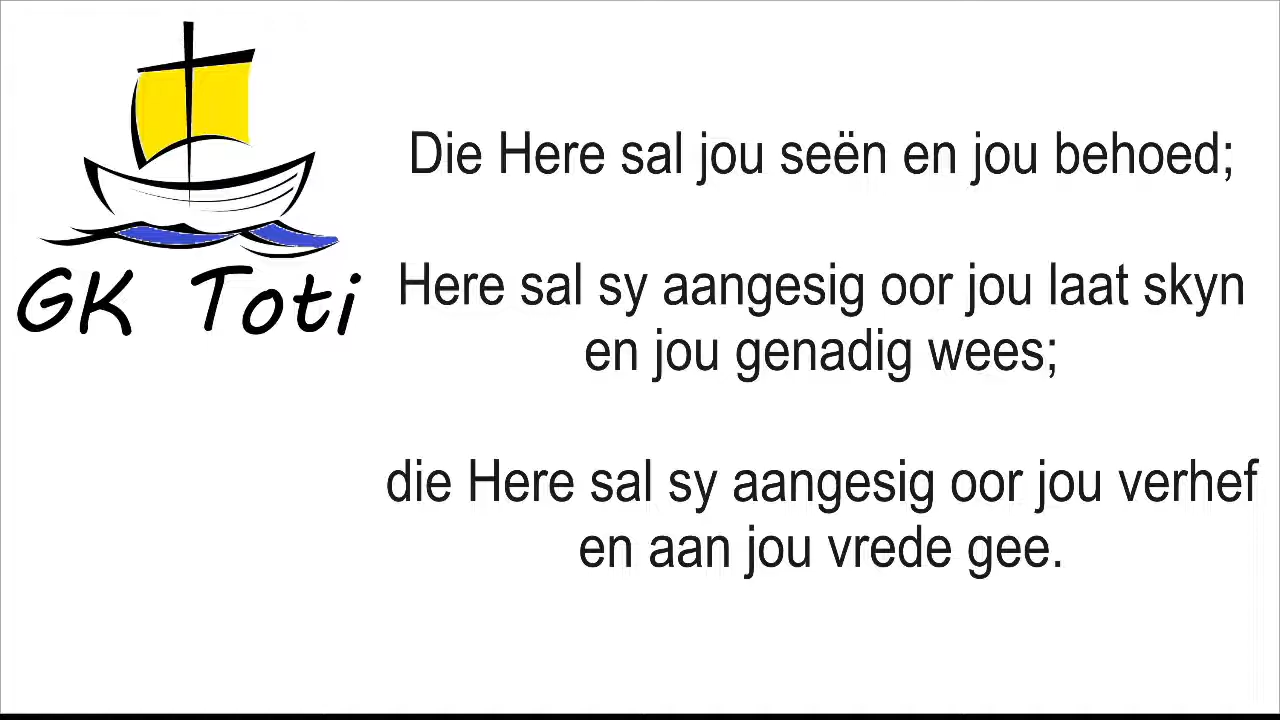 GK Toti
Die Here sal jou seën en jou behoed;
Here sal sy aangesig oor jou laat skyn
en jou genadig wees;
die Here sal sy aangesig oor jou verhef
en aan jou vrede gee.